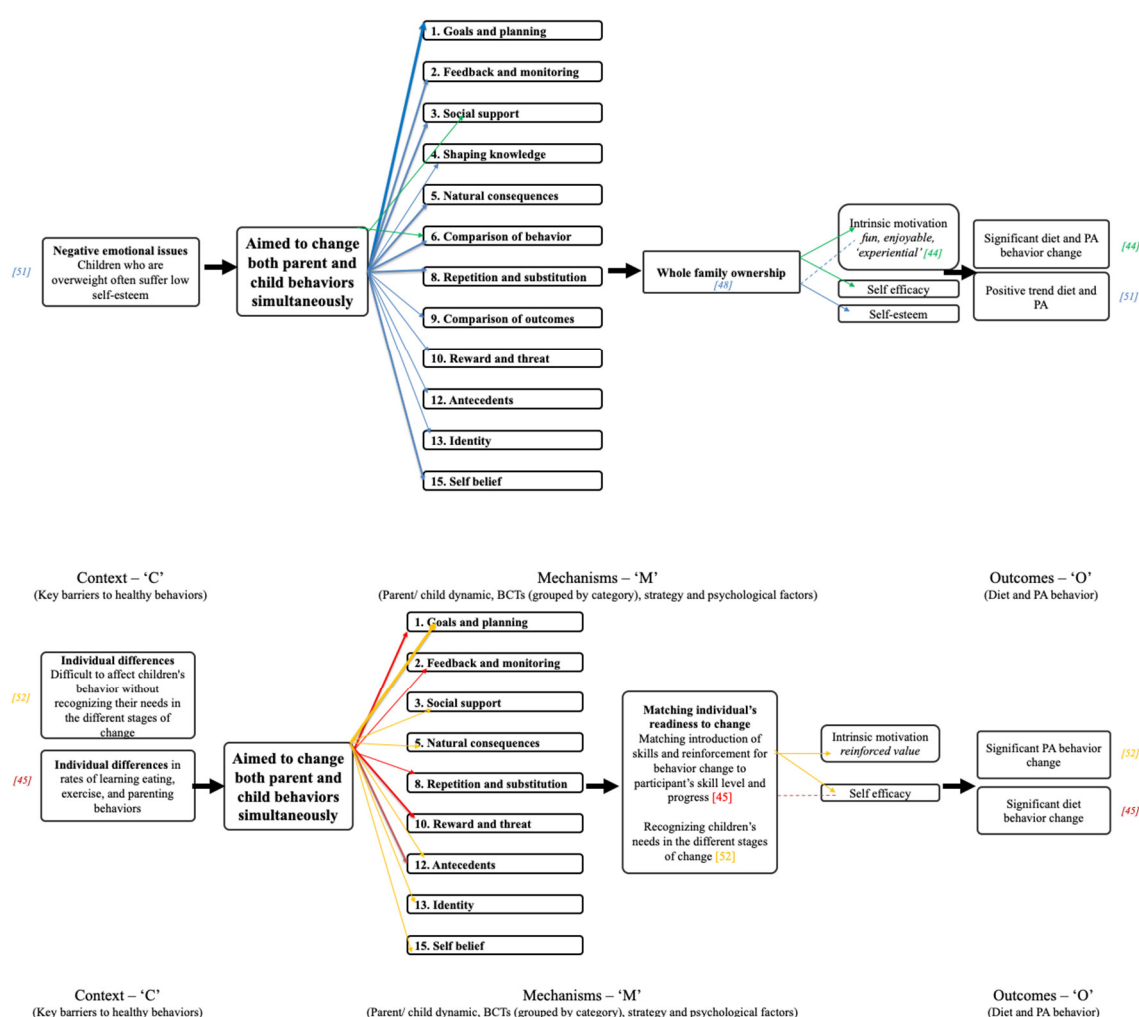 1. Goals and planning
2. Feedback and monitoring
3. Social support
4. Shaping knowledge
5. Natural consequences
6. Comparison of behavior
8. Repetition and substitution
9. Comparison of outcomes
10. Reward and threat
12. Antecedents
13. Identity
15. Self belief
[51]
Negative emotional issues
Children who are
overweight often suffer low
self-esteem
Aimed to change
both parent and
child behaviors
simultaneously
Whole family ownership
[48]
Intrinsic motivation
fun, enjoyable,
'experiential' [44]
Self efficacy
Self-esteem
Significant diet and PA
behavior change
[44]
Positive trend diet and
PA
[51]
Context – 'C'
(Key barriers to healthy behaviors)
Mechanisms – 'M'
(Parent/ child dynamic, BCTs (grouped by category), strategy and psychological factors)
Outcomes – 'O'
(Diet and PA behavior)
1. Goals and planning
2. Feedback and monitoring
3. Social support
5. Natural consequences
8. Repetition and substitution
10. Reward and threat
12. Antecedents
13. Identity
15. Self belief
[52]
Individual differences
Difficult to affect children's
behavior without
recognizing their needs in
the different stages of
change
[45]
Individual differences in
rates of learning eating,
exercise, and parenting
behaviors
Aimed to change
both parent and
child behaviors
simultaneously
Matching individual's
readiness to change
Matching introduction of
skills and reinforcement for
behavior change to
participant's skill level and
progress [45]
Recognizing children's
needs in the different stages
of change [52]
Intrinsic motivation
reinforced value
Self efficacy
Significant PA behavior
change
[52]
Significant diet
behavior change
[45]
Context – 'C'
(Key barriers to healthy behaviors)
Mechanisms – 'M'
(Parent/ child dynamic, BCTs (grouped by category), strategy and psychological factors)
Outcomes – 'O'
(Diet and PA behavior)